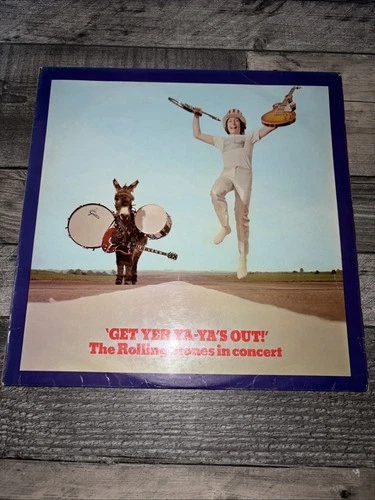 'GET YER YA-YA'S OUT!'
The Rolling Stones in concert